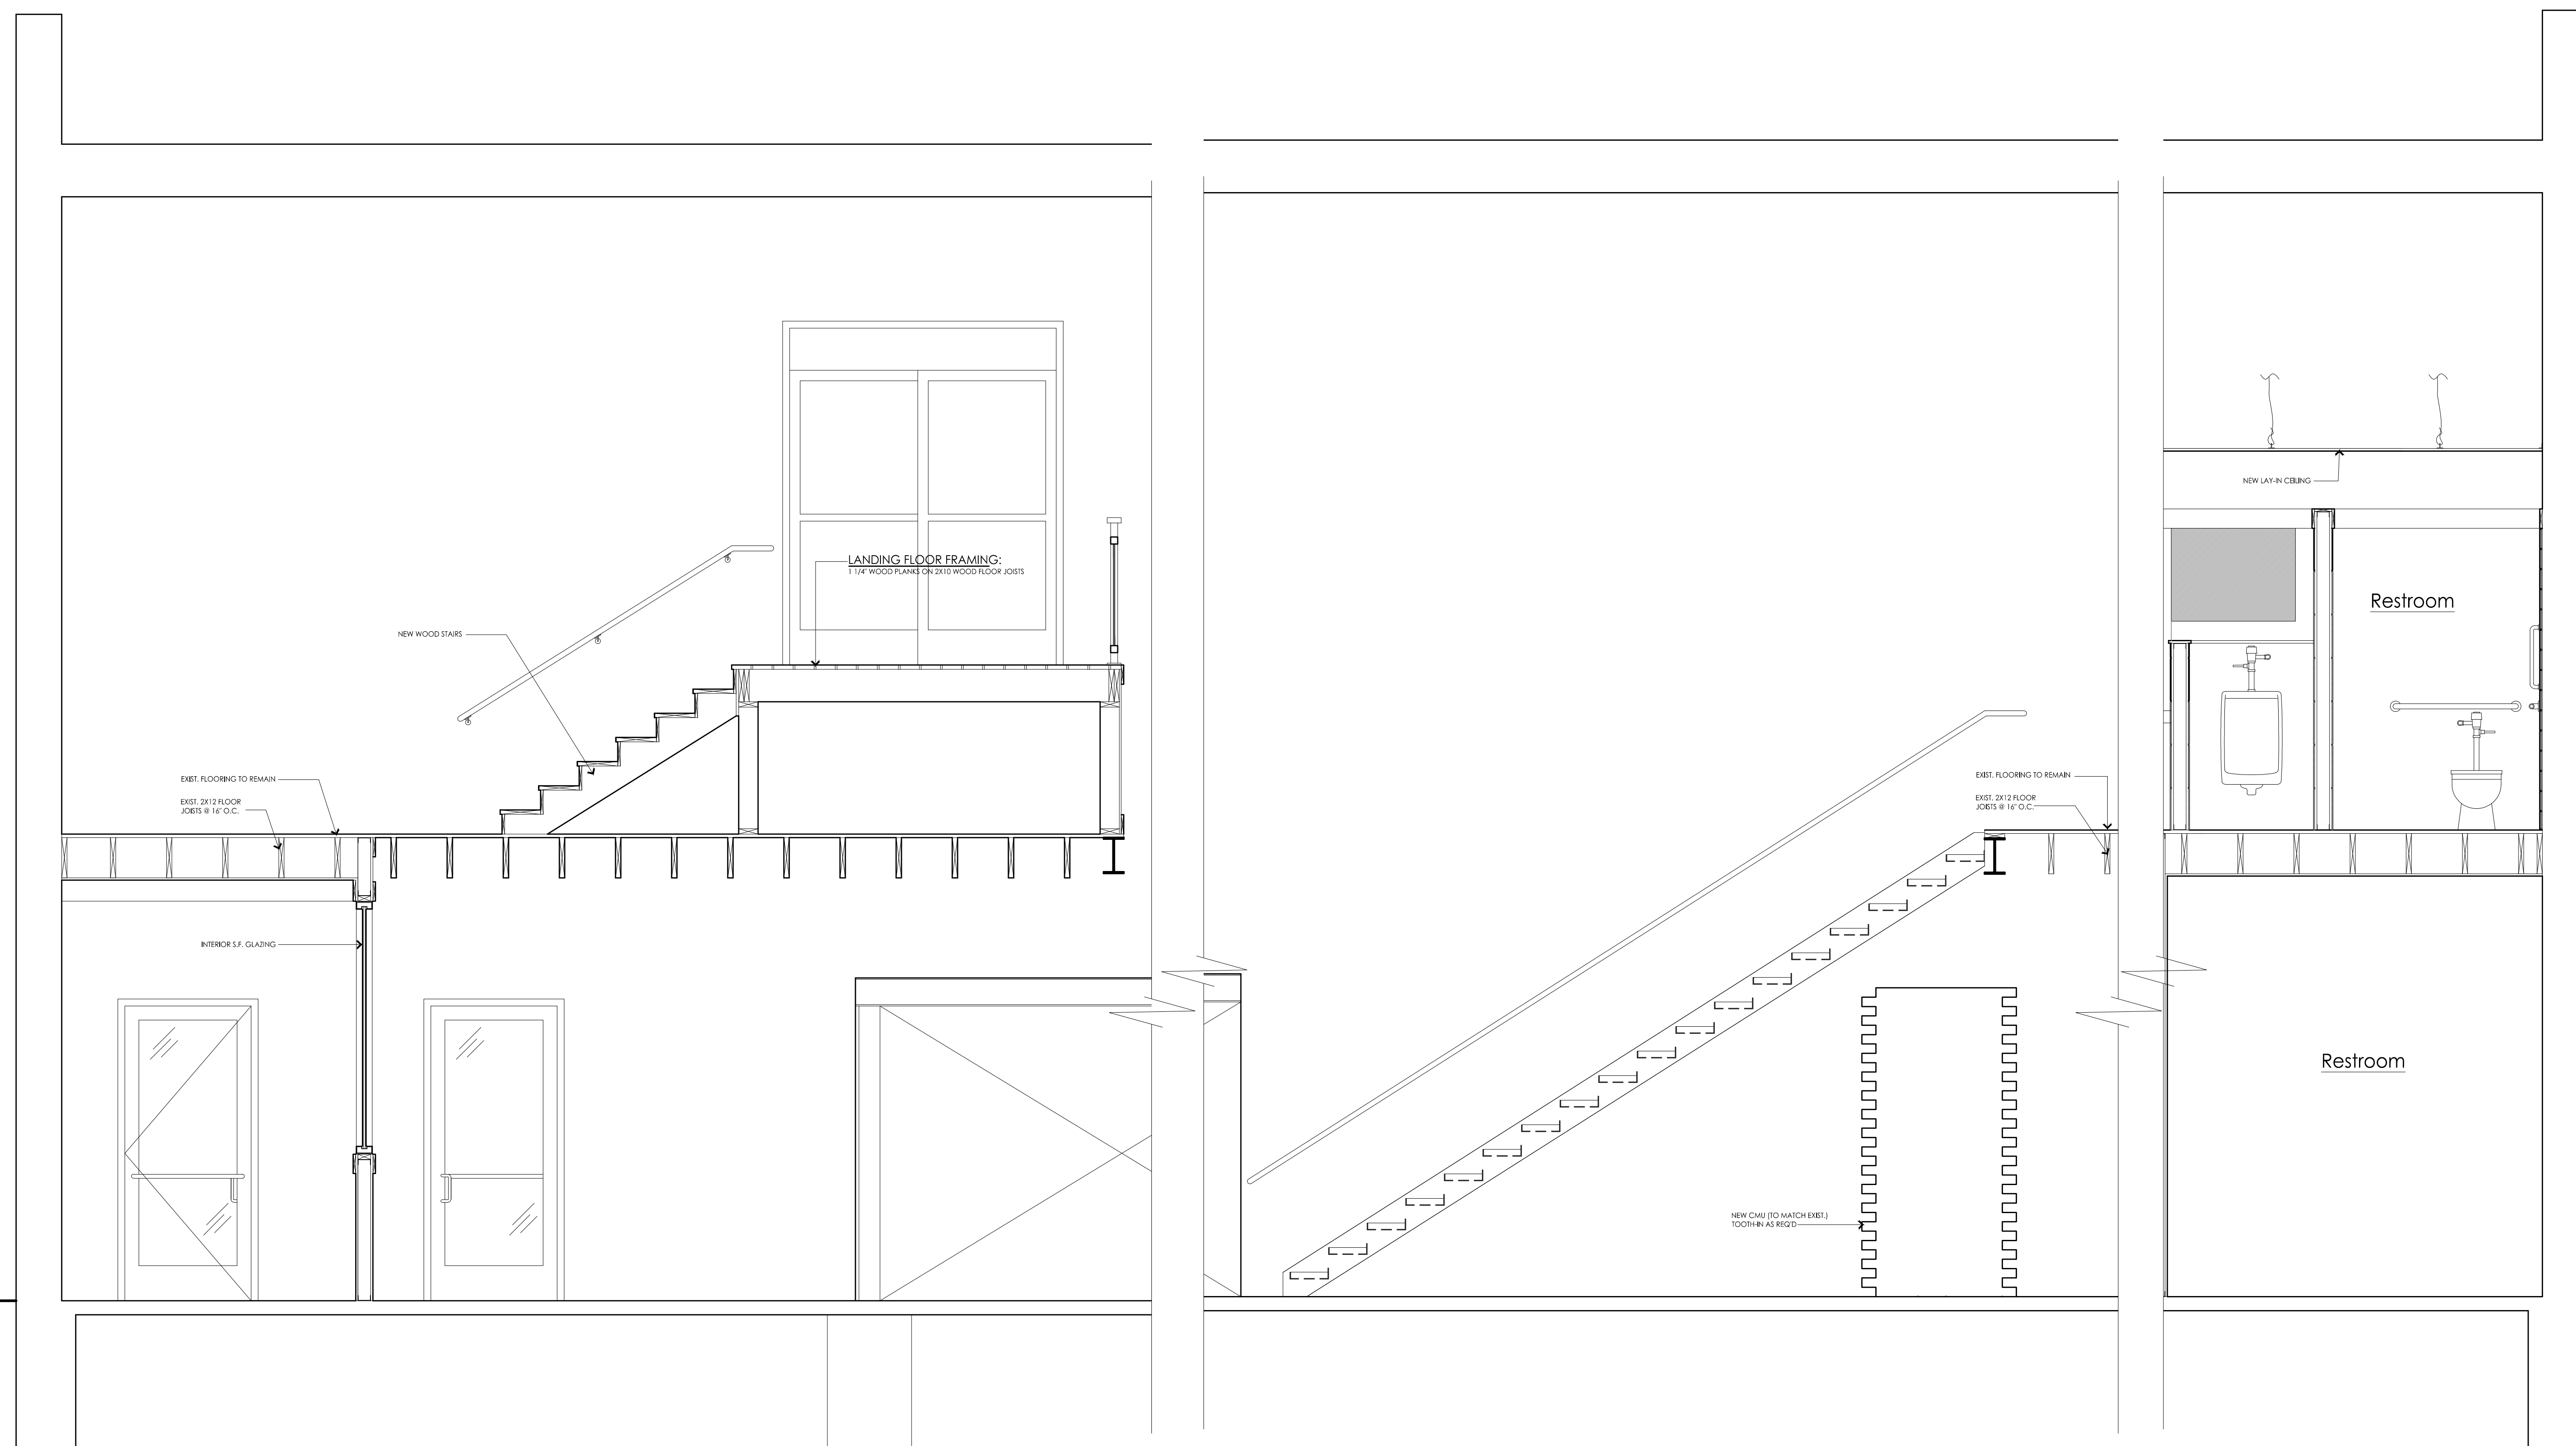 NEW LAY-IN CEILING
LANDING FLOOR FRAMING:
1 1/4" WOOD PLANKS ON 2X10 WOOD FLOOR JOISTS
Restroom
NEW WOOD STAIRS
EXIST. FLOORING TO REMAIN
EXIST. 2X12 FLOOR
JOISTS @ 16" O.C.
EXIST. FLOORING TO REMAIN
EXIST. 2X12 FLOOR
JOISTS @ 16" O.C.
INTERIOR S.F. GLAZING
Restroom
NEW CMU (TO MATCH EXIST.)
TOOTH-IN AS REQ'D